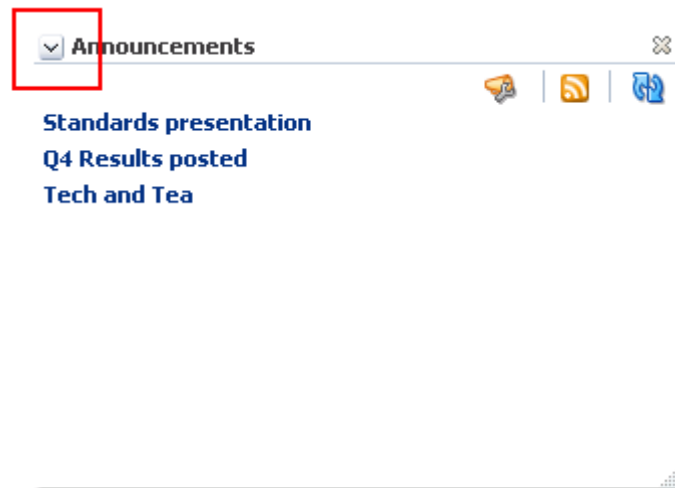 Announcements
Standards presentation
Q4 Results posted
Tech and Tea